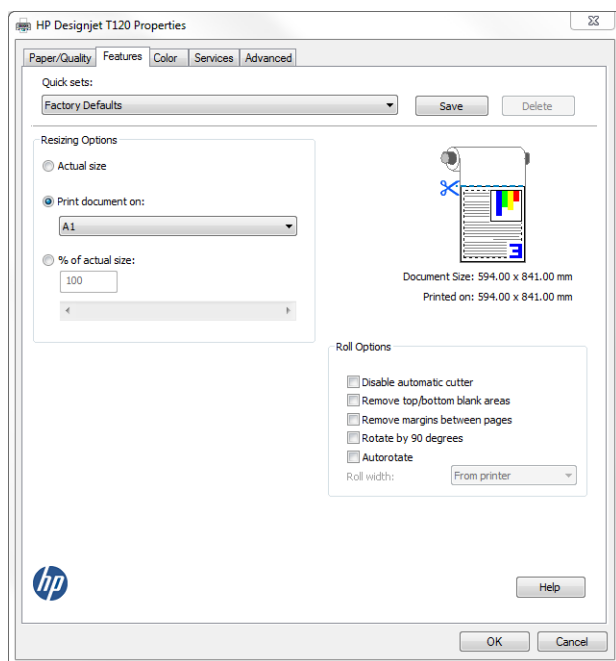 HP Designjet T120 Properties
Paper/Quality Features Color Services Advanced
Quick sets:
Factory Defaults Save Delete
Resizing Options
Actual size
Print document on:
A1
% of actual size:
100
Document Size: 594.00 x 841.00 mm
Printed on: 594.00 x 841.00 mm
Roll Options
Disable automatic cutter
Remove top/bottom blank areas
Remove margins between pages
Rotate by 90 degrees
Autorotate
Roll width: From printer
hp
Help
OK Cancel